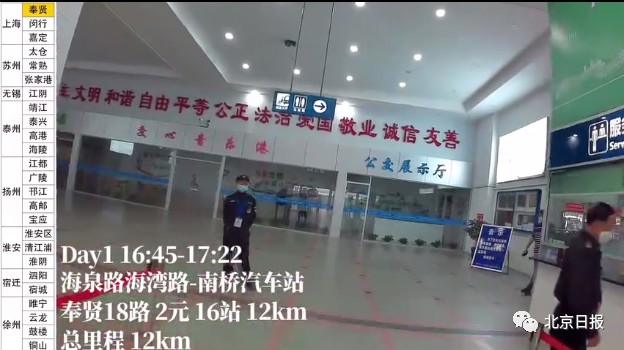 上海
奉贤
闵行
嘉定
苏州
太仓
常熟
张家港
无锡
江阴
泰州
靖江
泰兴
高港
海陵
扬州
江都
广陵
邗江
高邮
宝应
淮安
淮安区
清江浦
淮阴
宿迁
泗阳
宿城
徐州
睢宁
云龙
鼓楼
铜山
主文明和谐自由平等公正法治爱国敬业诚信友善
爱心音乐港
公交展示厅
告示
服
Serv
Day1 16:45-17:22
海泉路海湾路-南桥汽车站
奉贤18路 2元 16站 12km
总里程 12km
北京日报